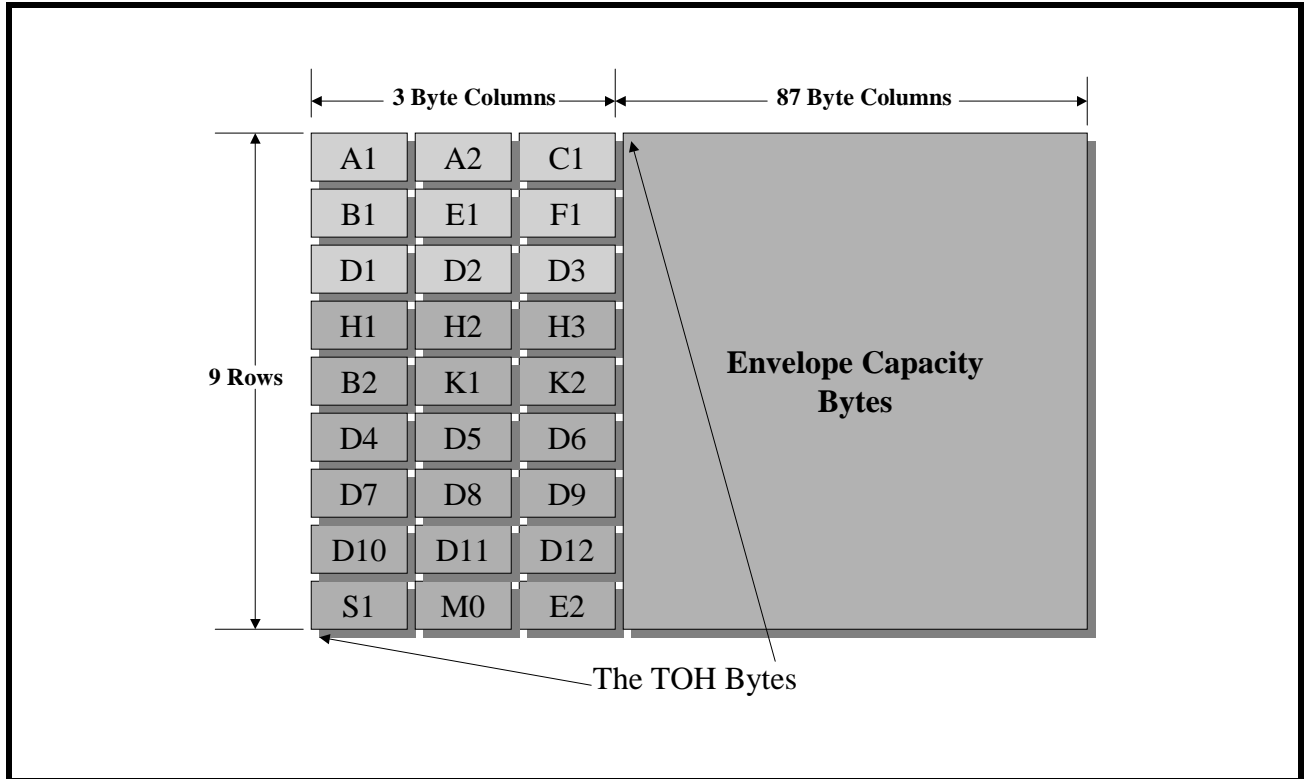 3 Byte Columns
87 Byte Columns
9 Rows
A1 A2 C1
B1 E1 F1
D1 D2 D3
H1 H2 H3
B2 K1 K2
D4 D5 D6
D7 D8 D9
D10 D11 D12
S1 M0 E2
Envelope Capacity
Bytes
The TOH Bytes